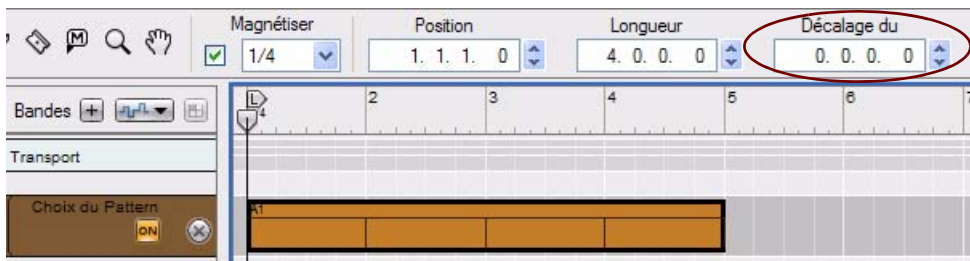 Magnétiser Position Longueur Décalage du
M 1/4 1. 1. 1. 0 4. 0. 0. 0 0. 0. 0. 0
Bandes + L 2 3 4 5 6 7
4
Transport
Choix du Pattern A1
ON